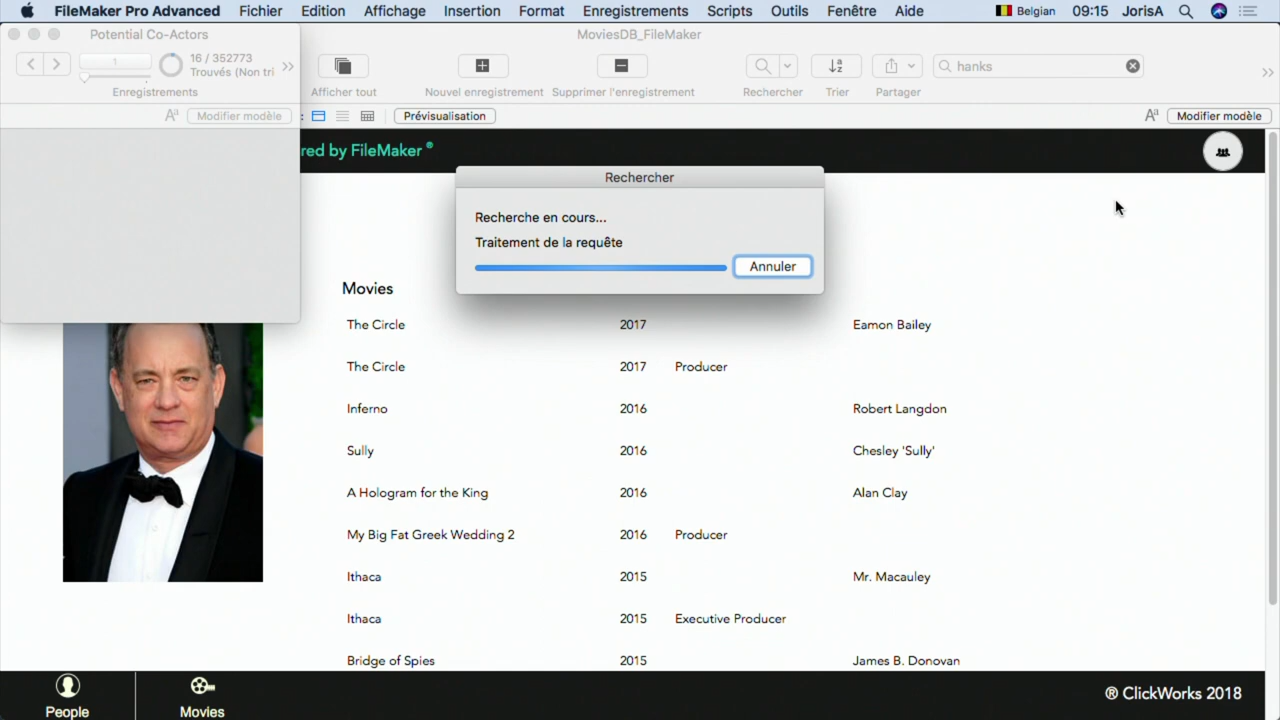 FileMaker Pro Advanced Fichier Edition Affichage Insertion Format Enregistrements Scripts Outils Fenêtre Aide Belgian 09:15 JorisA
Potential Co-Actors
MoviesDB_FileMaker
1
16 / 352773
Trouvés (Non tri
Enregistrements
Afficher tout
Nouvel enregistrement
Supprimer l'enregistrement
Rechercher
Trier
Partager
hanks
Modifier modèle
:
Prévisualisation
Modifier modèle
red by FileMaker ®
Rechercher
Recherche en cours...
Traitement de la requête
Annuler
Movies
The Circle 2017 Eamon Bailey
The Circle 2017 Producer
Inferno 2016 Robert Langdon
Sully 2016 Chesley 'Sully'
A Hologram for the King 2016 Alan Clay
My Big Fat Greek Wedding 2 2016 Producer
Ithaca 2015 Mr. Macauley
Ithaca 2015 Executive Producer
Bridge of Spies 2015 James B. Donovan
People
Movies
® ClickWorks 2018